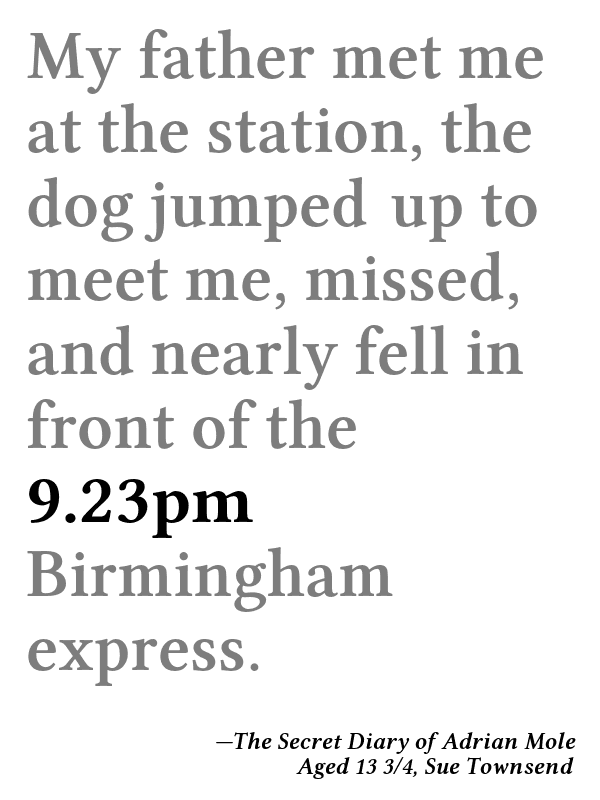 My father met me
at the station, the
dog jumped up to
meet me, missed,
and nearly fell in
front of the
9.23pm
Birmingham
express.
—The Secret Diary of Adrian Mole
Aged 13 3/4, Sue Townsend